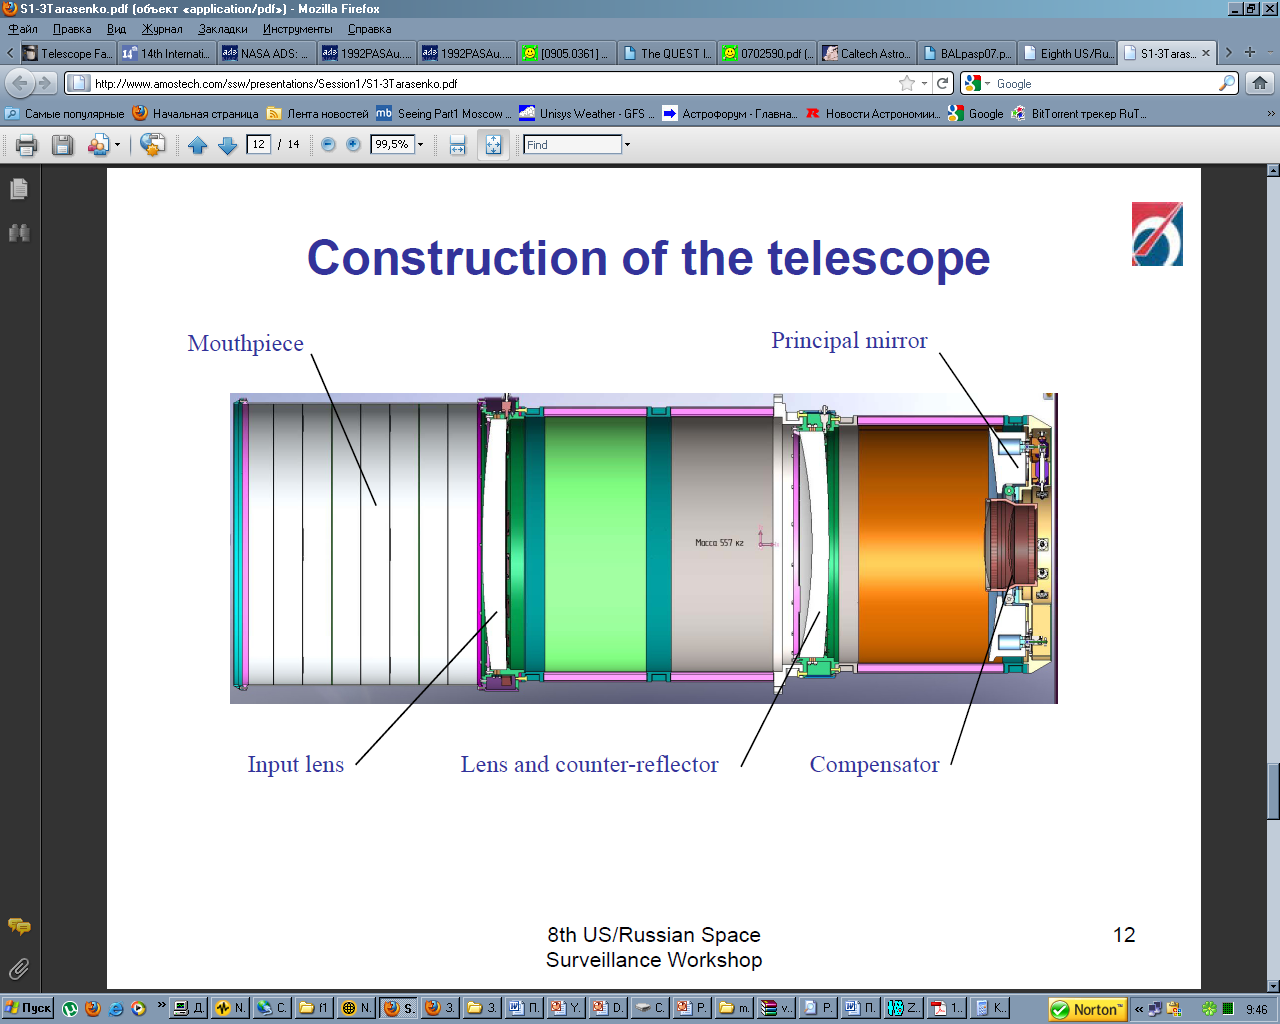 S1-3Tarasenko.pdf (объект «application/pdf») - Mozilla Firefox
Файл Правка Вид Журнал Закладки Инструменты Справка
Telescope Fa... 14th Internati... NASA ADS: ... 1992PASAu.... 1992PASAu.... [0905.0361] ... The QUEST l... 0702590.pdf (... Caltech Astro... BALpasp07.p... Eighth US/Ru... S1-3Taras...
http://www.amostech.com/ssw/presentations/Session1/S1-3Tarasenko.pdf
Google
Самые популярные Начальная страница Лента новостей Seeing Part1 Moscow ... Unisys Weather - GFS ... Астрофорум - Главна... Новости Астрономии... Google BitTorrent трекер RuT...
12 / 14 99,5% Find
Construction of the telescope
Mouthpiece
Principal mirror
Масса 557 кг
Input lens
Lens and counter-reflector
Compensator
8th US/Russian Space
Surveillance Workshop
12
Пуск Д. N. С. f1 N. S. 3. 3. П. Y. D. С. P. m. v. P. П. Z. 1. К. Norton 9:46